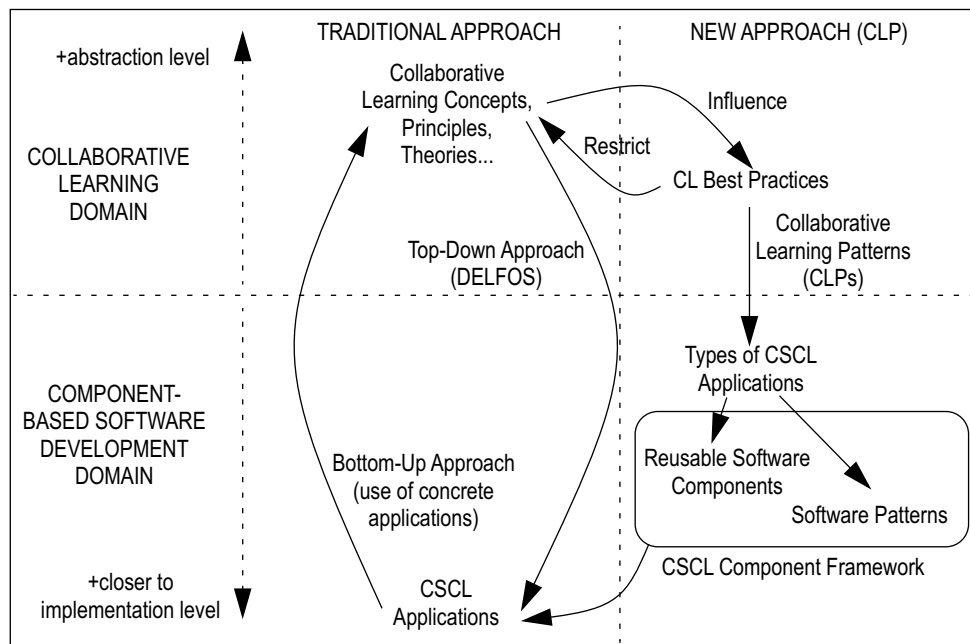 TRADITIONAL APPROACH
NEW APPROACH (CLP)
+abstraction level
Collaborative
Learning Concepts,
Principles,
Theories...
Influence
Restrict
COLLABORATIVE
LEARNING
DOMAIN
CL Best Practices
Collaborative
Learning Patterns
(CLPs)
Top-Down Approach
(DELFOS)
Types of CSCL
Applications
COMPONENT-
BASED SOFTWARE
DEVELOPMENT
DOMAIN
Bottom-Up Approach
(use of concrete
applications)
Reusable Software
Components
Software Patterns
CSCL Component Framework
+closer to
implementation level
CSCL
Applications